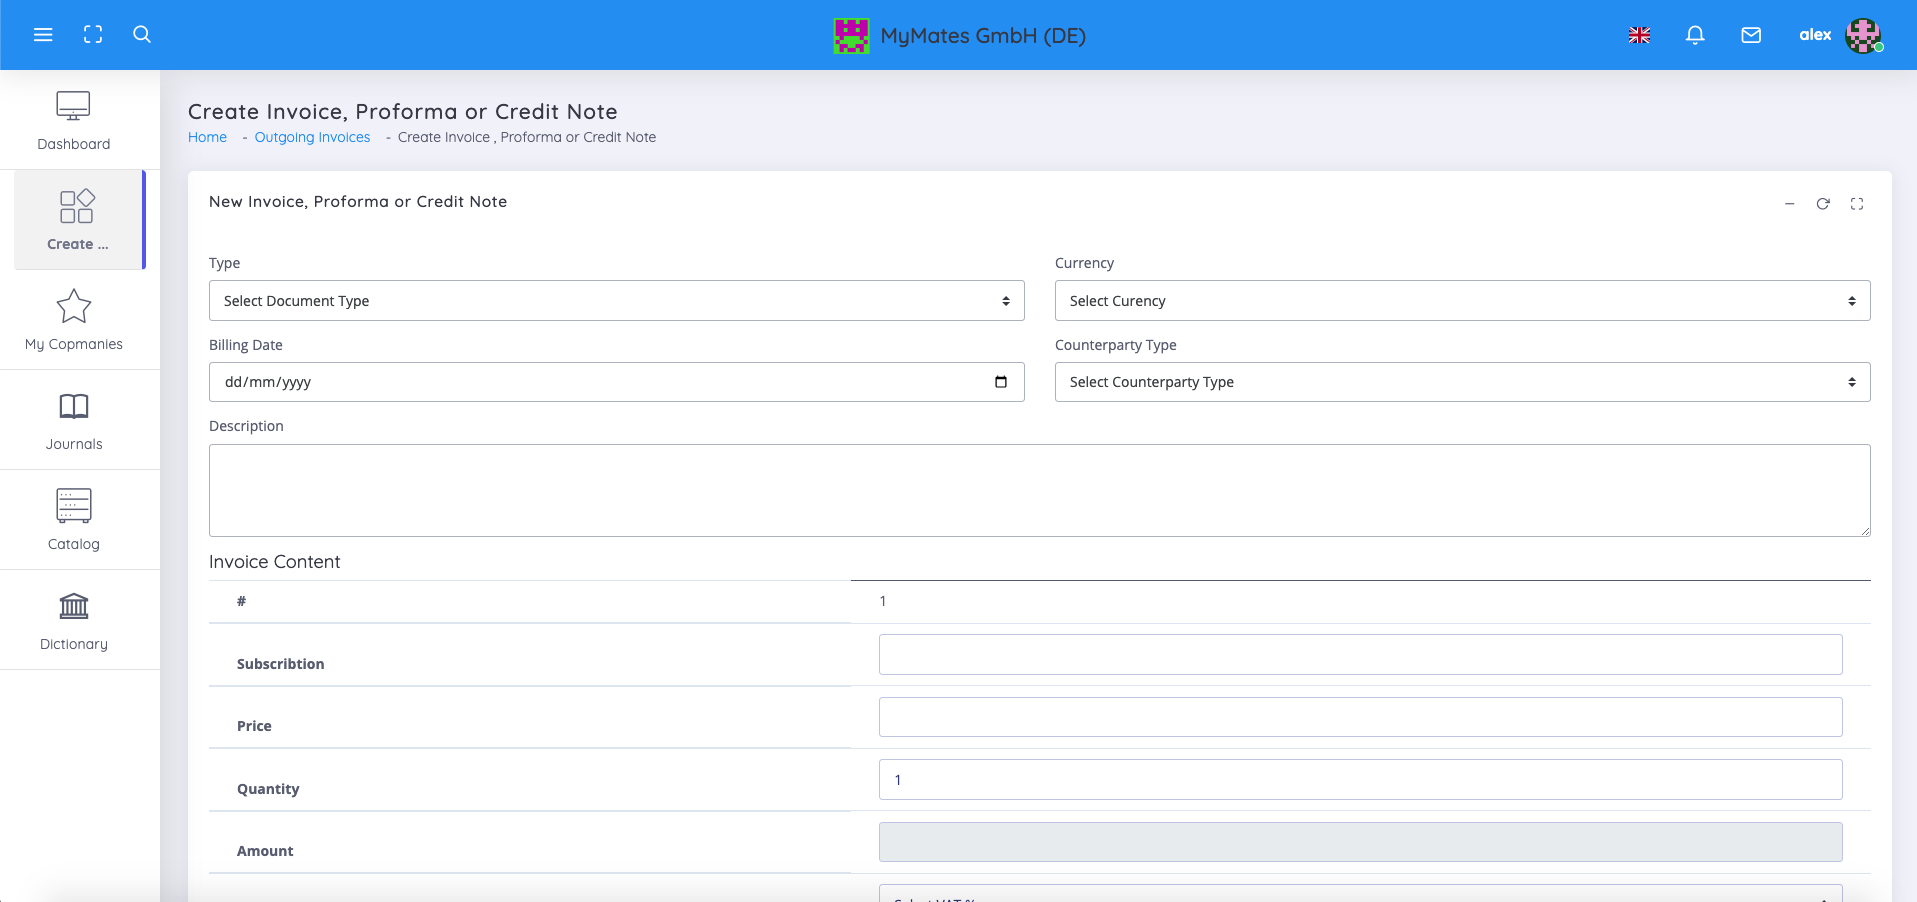 MyMates GmbH (DE)
alex
Dashboard
Create ...
My Copmanies
Journals
Catalog
Dictionary
Create Invoice, Proforma or Credit Note
Home - Outgoing Invoices - Create Invoice , Proforma or Credit Note
New Invoice, Proforma or Credit Note
Type
Select Document Type
Currency
Select Curency
Billing Date
dd/mm/yyyy
Counterparty Type
Select Counterparty Type
Description
Invoice Content
# 1
Subscribtion
Price
Quantity 1
Amount
Select VAT %